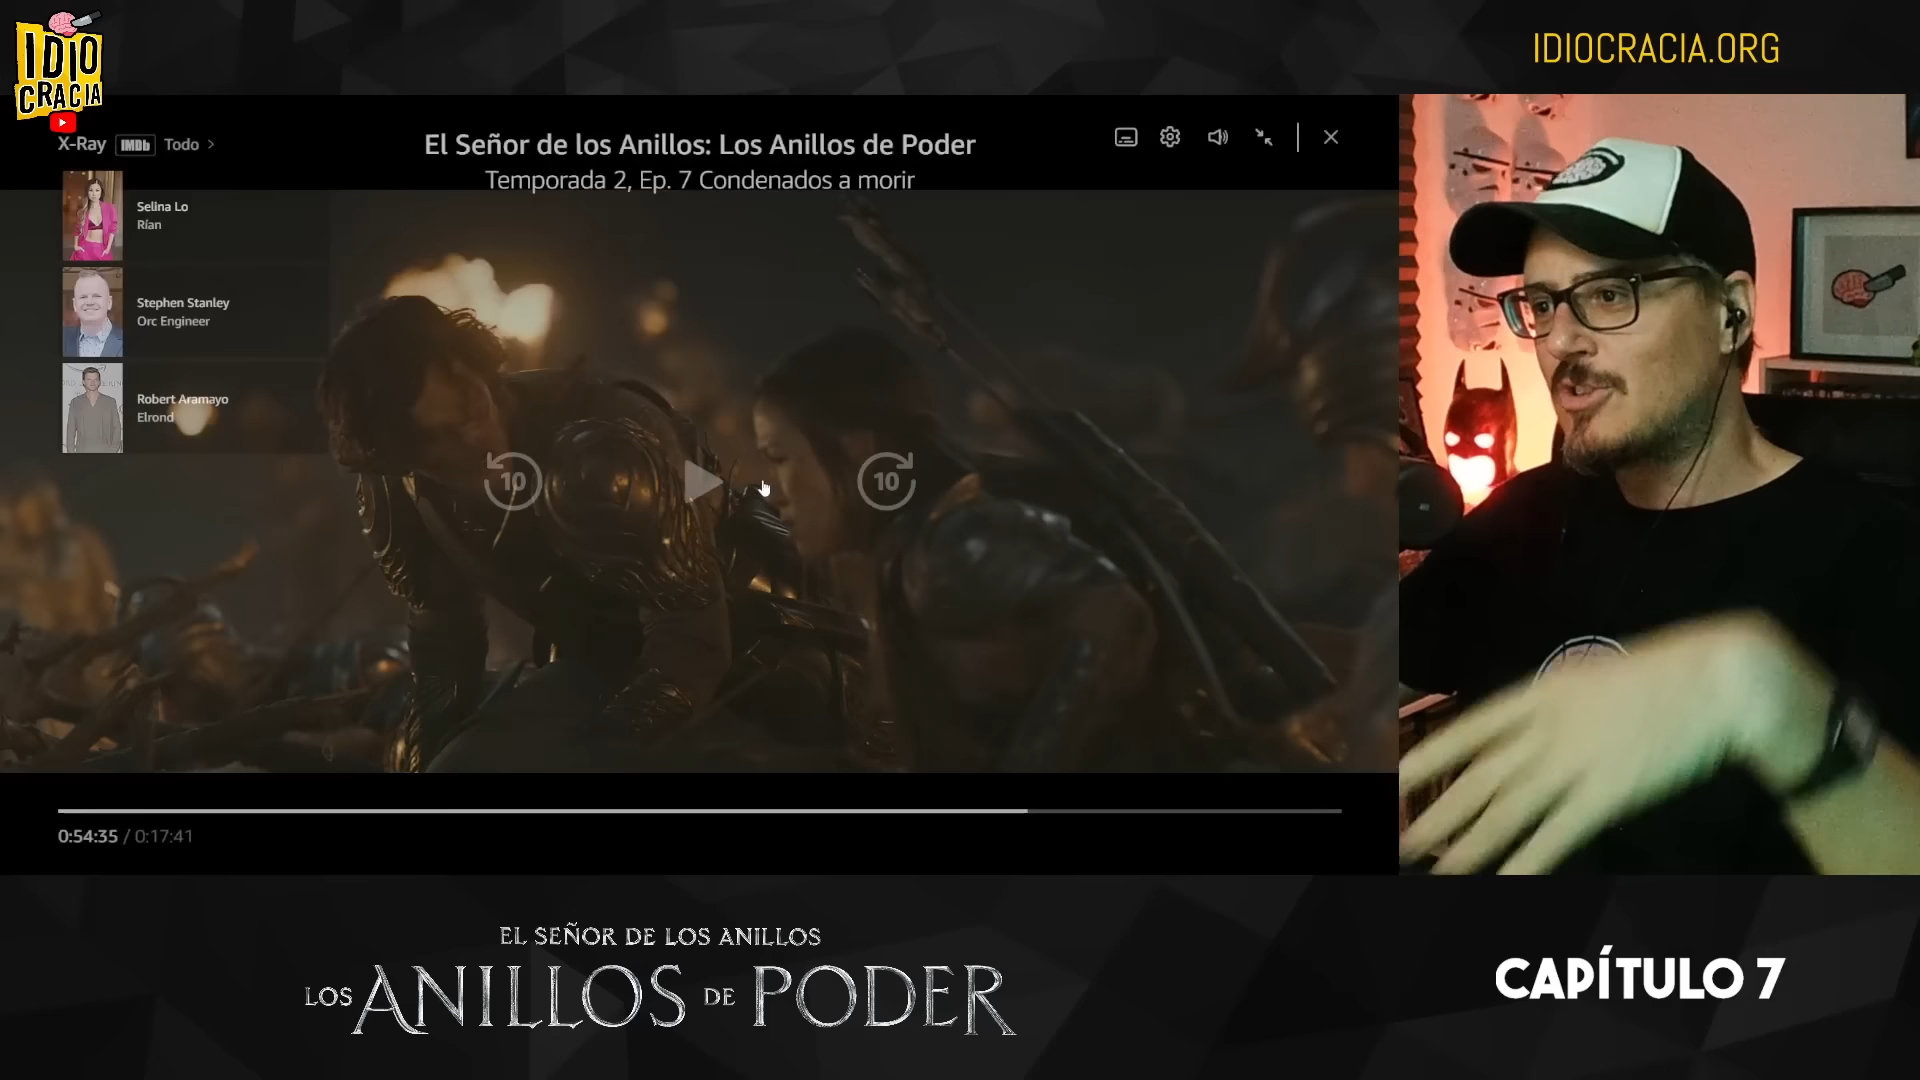 IDIO
CRACIA
IDIOCRACIA.ORG
X-Ray IMDb Todo >
El Señor de los Anillos: Los Anillos de Poder
Temporada 2, Ep. 7 Condenados a morir
Selina Lo
Rían
Stephen Stanley
Orc Engineer
Robert Aramayo
Elrond
10
10
0:54:35 / 0:17:41
EL SEÑOR DE LOS ANILLOS
LOS ANILLOS DE PODER
CAPÍTULO 7